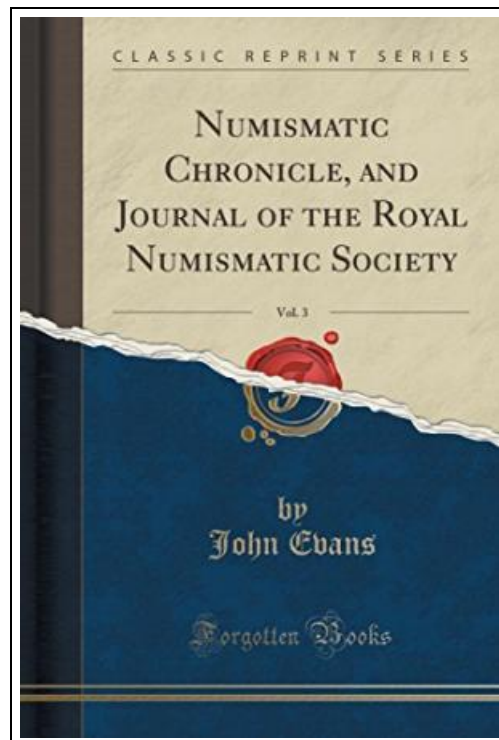 CLASSIC REPRINT SERIES
NUMISMATIC
CHRONICLE, AND
JOURNAL OF THE ROYAL
NUMISMATIC SOCIETY
Vol. 3
F
by
John Evans
Forgotten Books